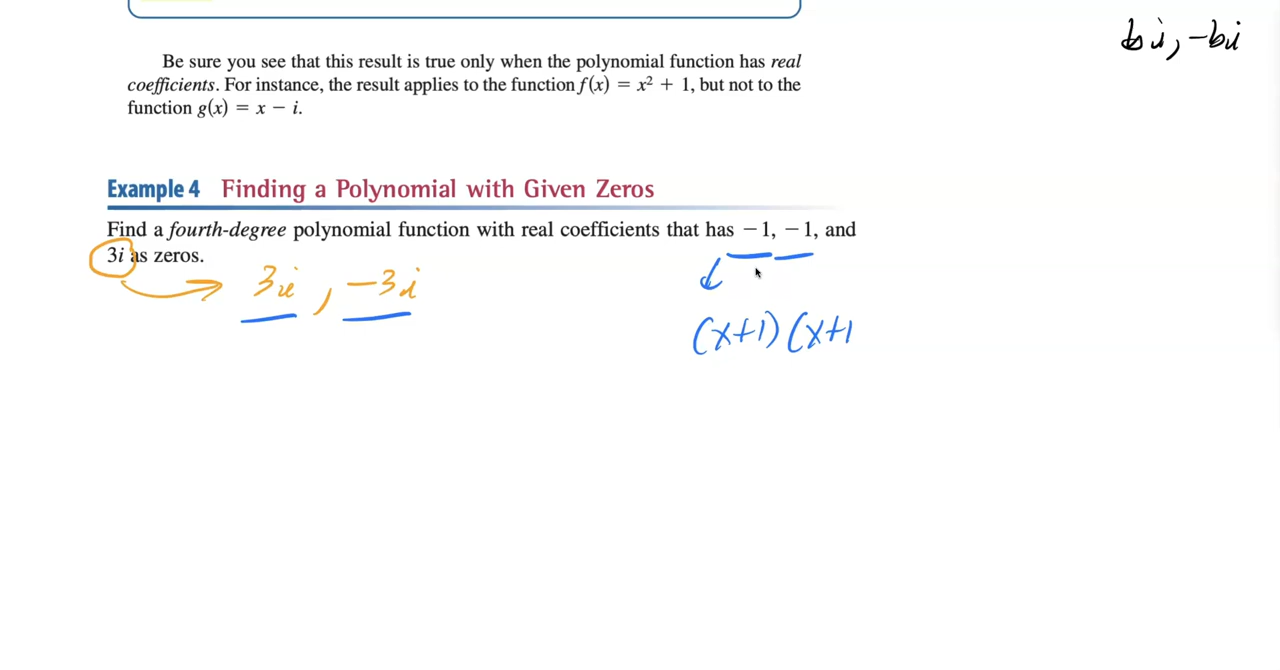 bi, -bi
Be sure you see that this result is true only when the polynomial function has real
coefficients. For instance, the result applies to the function f(x) = x² + 1, but not to the
function g(x) = x − i.
Example 4 Finding a Polynomial with Given Zeros
Find a fourth-degree polynomial function with real coefficients that has −1, −1, and
3i as zeros.
3i, -3i
(x+1)(x+1